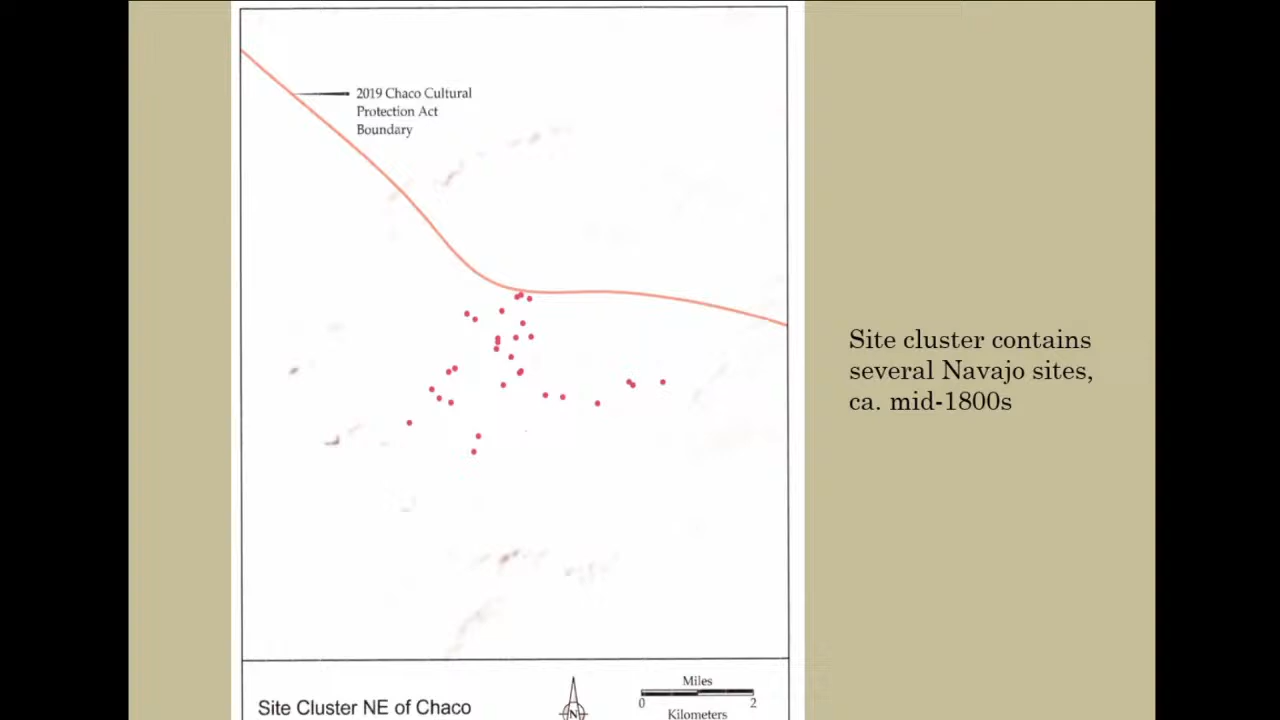 2019 Chaco Cultural
Protection Act
Boundary
Site cluster contains
several Navajo sites,
ca. mid-1800s
Site Cluster NE of Chaco
N
Miles
0 2
Kilometers